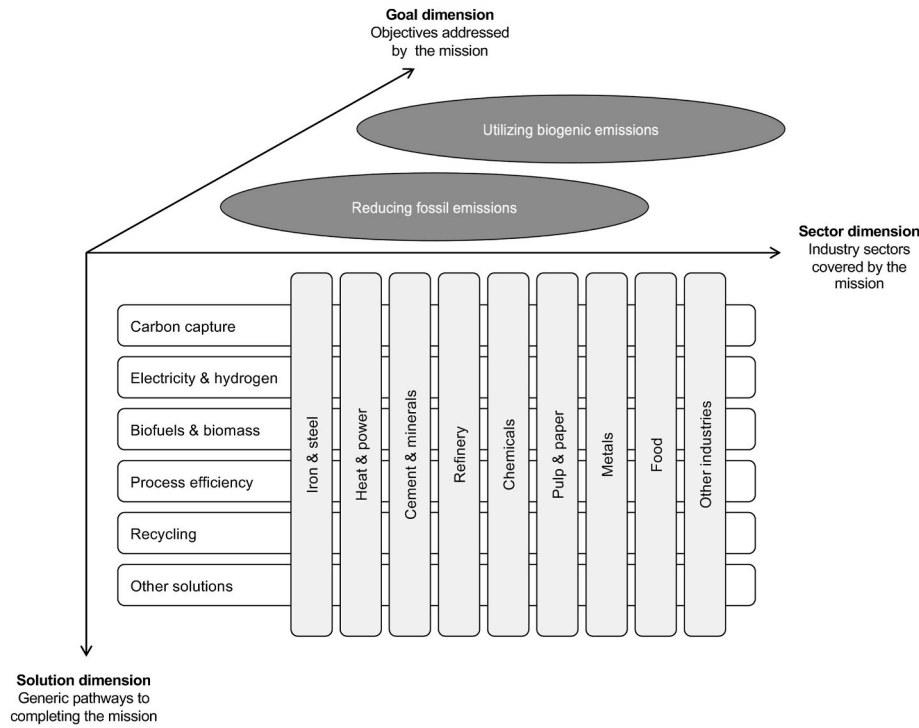 Goal dimension
Objectives addressed
by the mission
Utilizing biogenic emissions
Reducing fossil emissions
Sector dimension
Industry sectors
covered by the
mission
Carbon capture
Electricity & hydrogen
Biofuels & biomass
Process efficiency
Recycling
Other solutions
Iron & steel
Heat & power
Cement & minerals
Refinery
Chemicals
Pulp & paper
Metals
Food
Other industries
Solution dimension
Generic pathways to
completing the mission